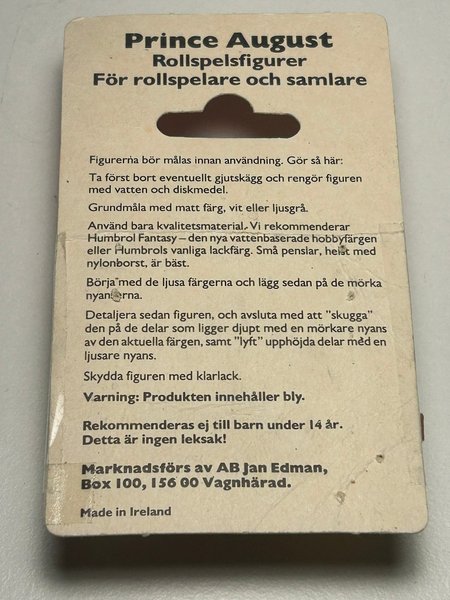 Prince August
Rollspelsfigurer
För rollspelare och samlare
Figurerna bör målas innan användning. Gör så här:
Ta först bort eventuellt gjutskägg och rengör figuren
med vatten och diskmedel.
Grundmåla med matt färg, vit eller ljusgrå.
Använd bara kvalitetsmaterial. Vi rekommenderar
Humbrol Fantasy – den nya vattenbaserade hobbyfärgen
eller Humbrols vanliga lackfärg. Små penslar, helst med
nylonborst, är bäst.
Börja med de ljusa färgerna och lägg sedan på de mörka
nyanserna.
Detaljera sedan figuren, och avsluta med att "skugga"
den på de delar som ligger djupt med en mörkare nyans
av den aktuella färgen, samt "lyft" upphöjda delar med en
ljusare nyans.
Skydda figuren med klarlack.
Varning: Produkten innehåller bly.
Rekommenderas ej till barn under 14 år.
Detta är ingen leksak!
Marknadsförs av AB Jan Edman,
Box 100, 156 00 Vagnhärad.
Made in Ireland